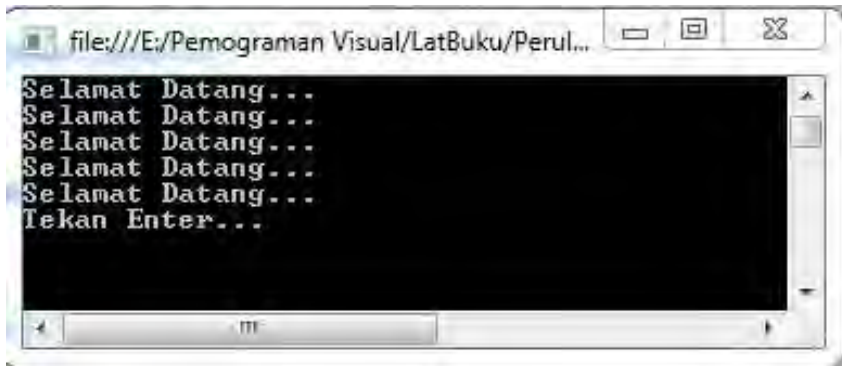 file:///E:/Pemograman Visual/LatBuku/Perul...
Selamat Datang...
Selamat Datang...
Selamat Datang...
Selamat Datang...
Selamat Datang...
Tekan Enter...